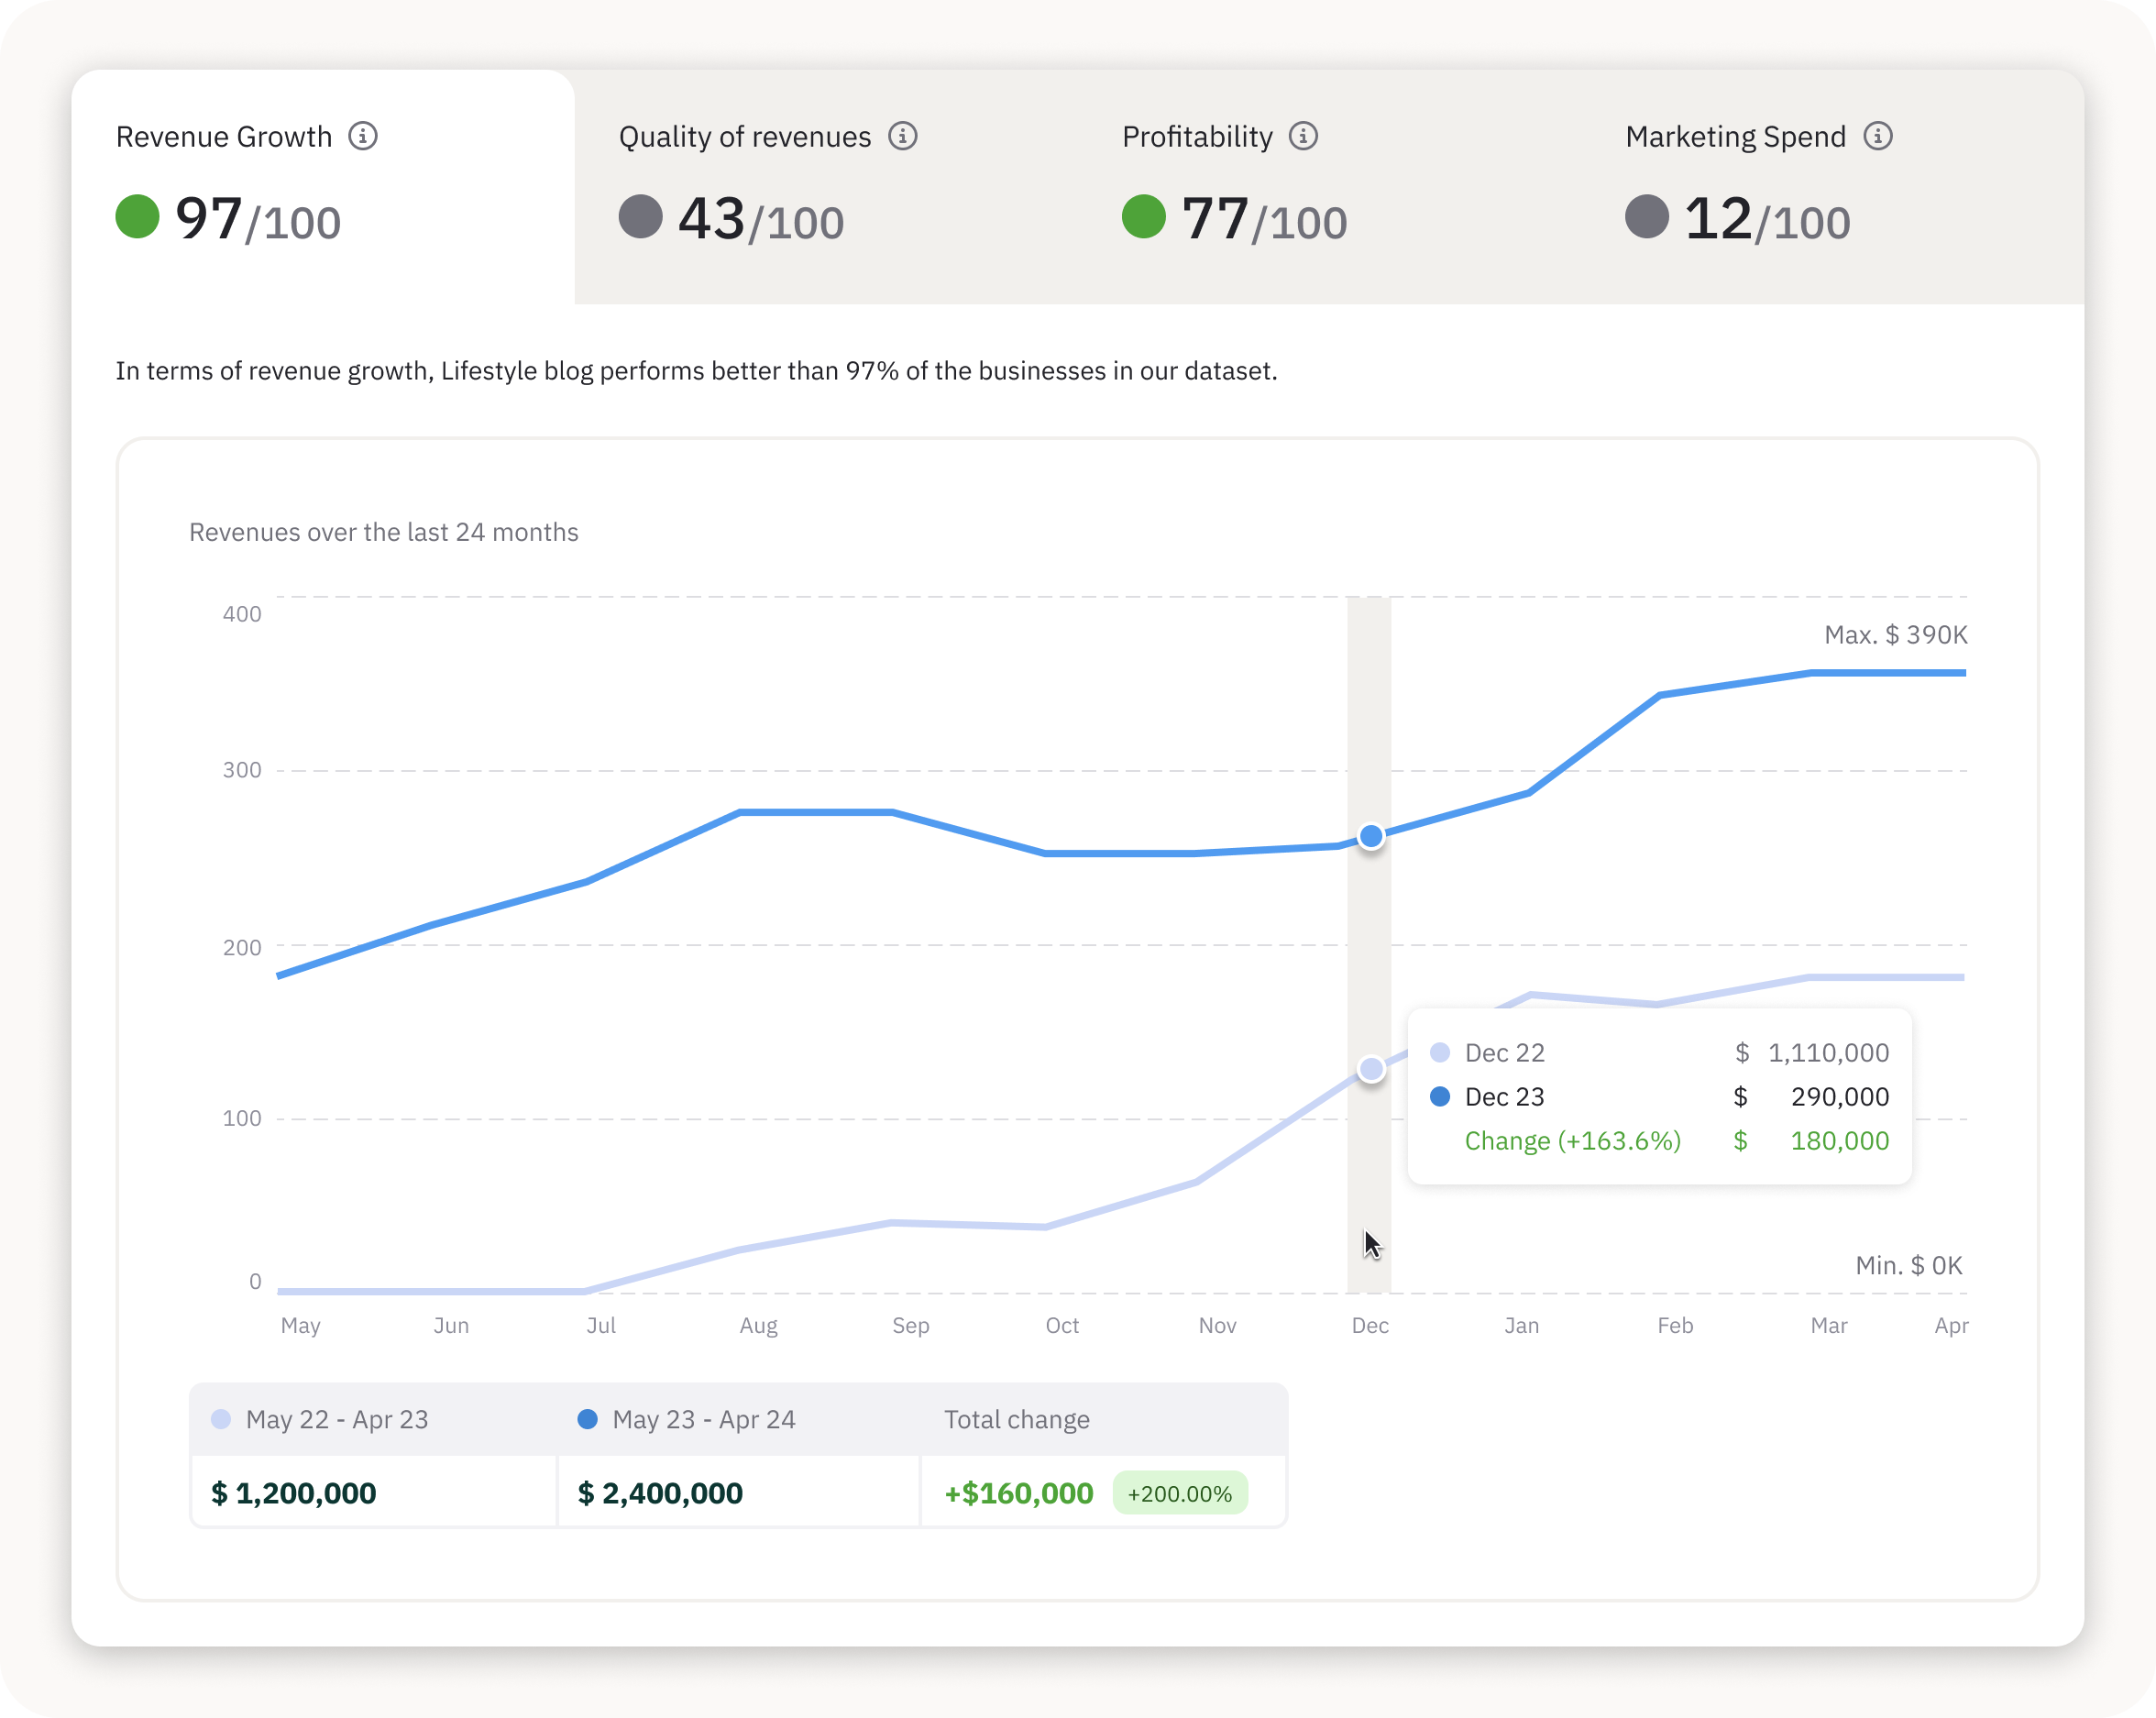 Revenue Growth
97/100
Quality of revenues
43/100
Profitability
77/100
Marketing Spend
12/100
In terms of revenue growth, Lifestyle blog performs better than 97% of the businesses in our dataset.
Revenues over the last 24 months
400
Max. $ 390K
300
200
100
0
Dec 22 $ 1,110,000
Dec 23 $ 290,000
Change (+163.6%) $ 180,000
Min. $ 0K
May Jun Jul Aug Sep Oct Nov Dec Jan Feb Mar Apr
May 22 - Apr 23 May 23 - Apr 24 Total change
$ 1,200,000 $ 2,400,000 +$160,000 +200.00%